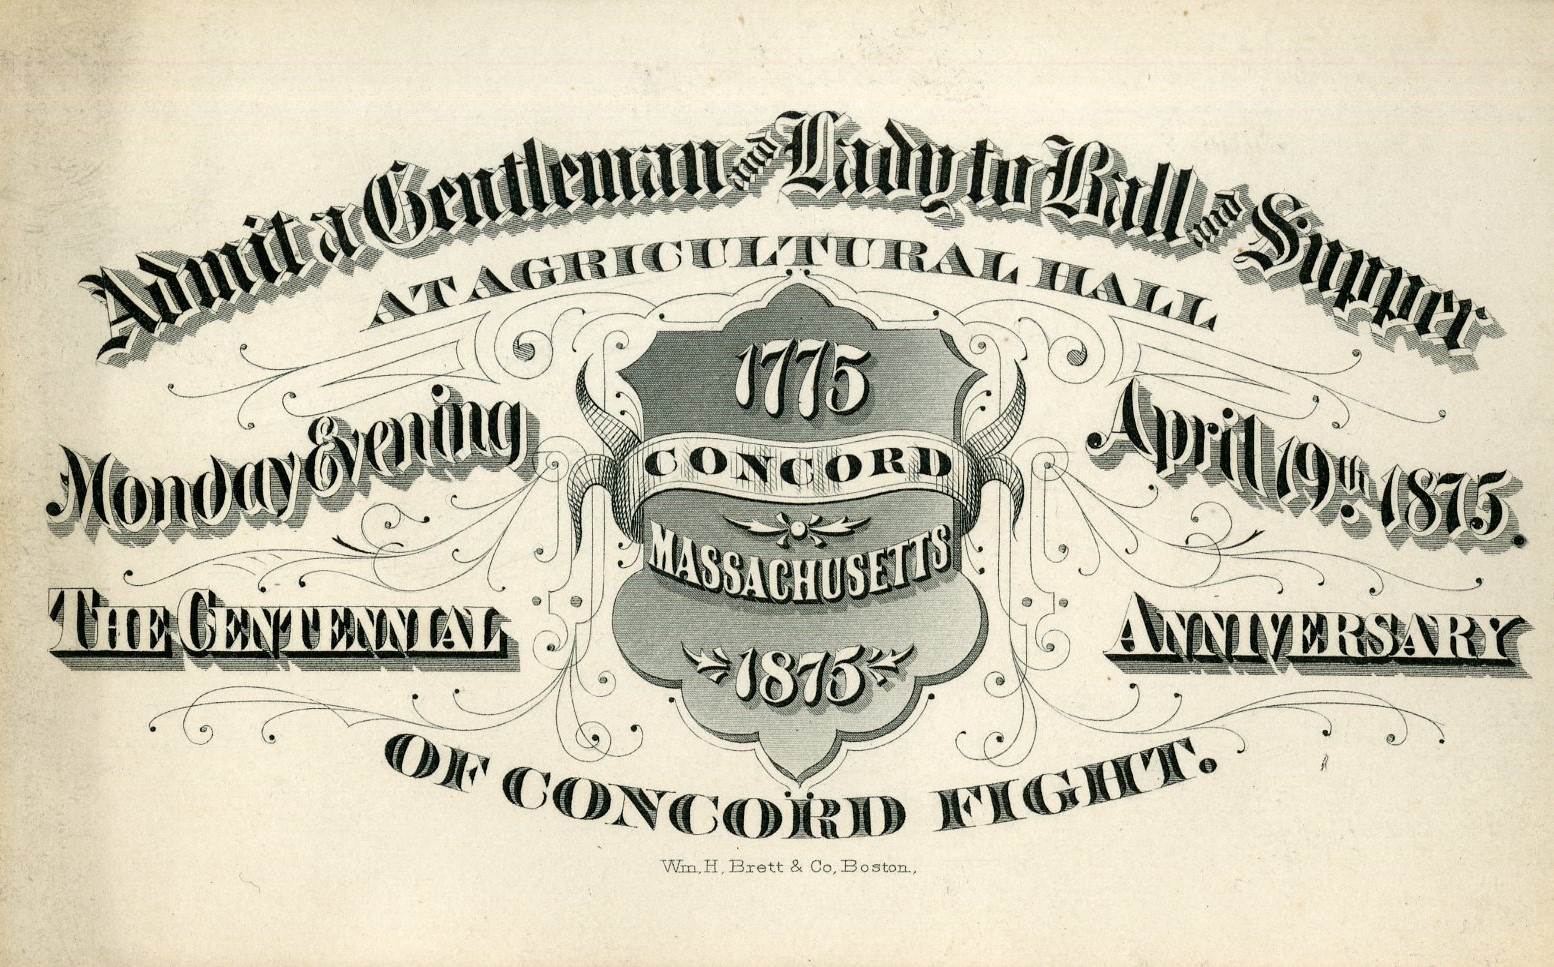 Admit a Gentleman and Lady to Ball and Supper
AT AGRICULTURAL HALL
1775
Monday Evening
April 19th 1875.
CONCORD
MASSACHUSETTS
THE CENTENNIAL
ANNIVERSARY
1875
OF CONCORD FIGHT.
Wm. H. Brett & Co, Boston.,